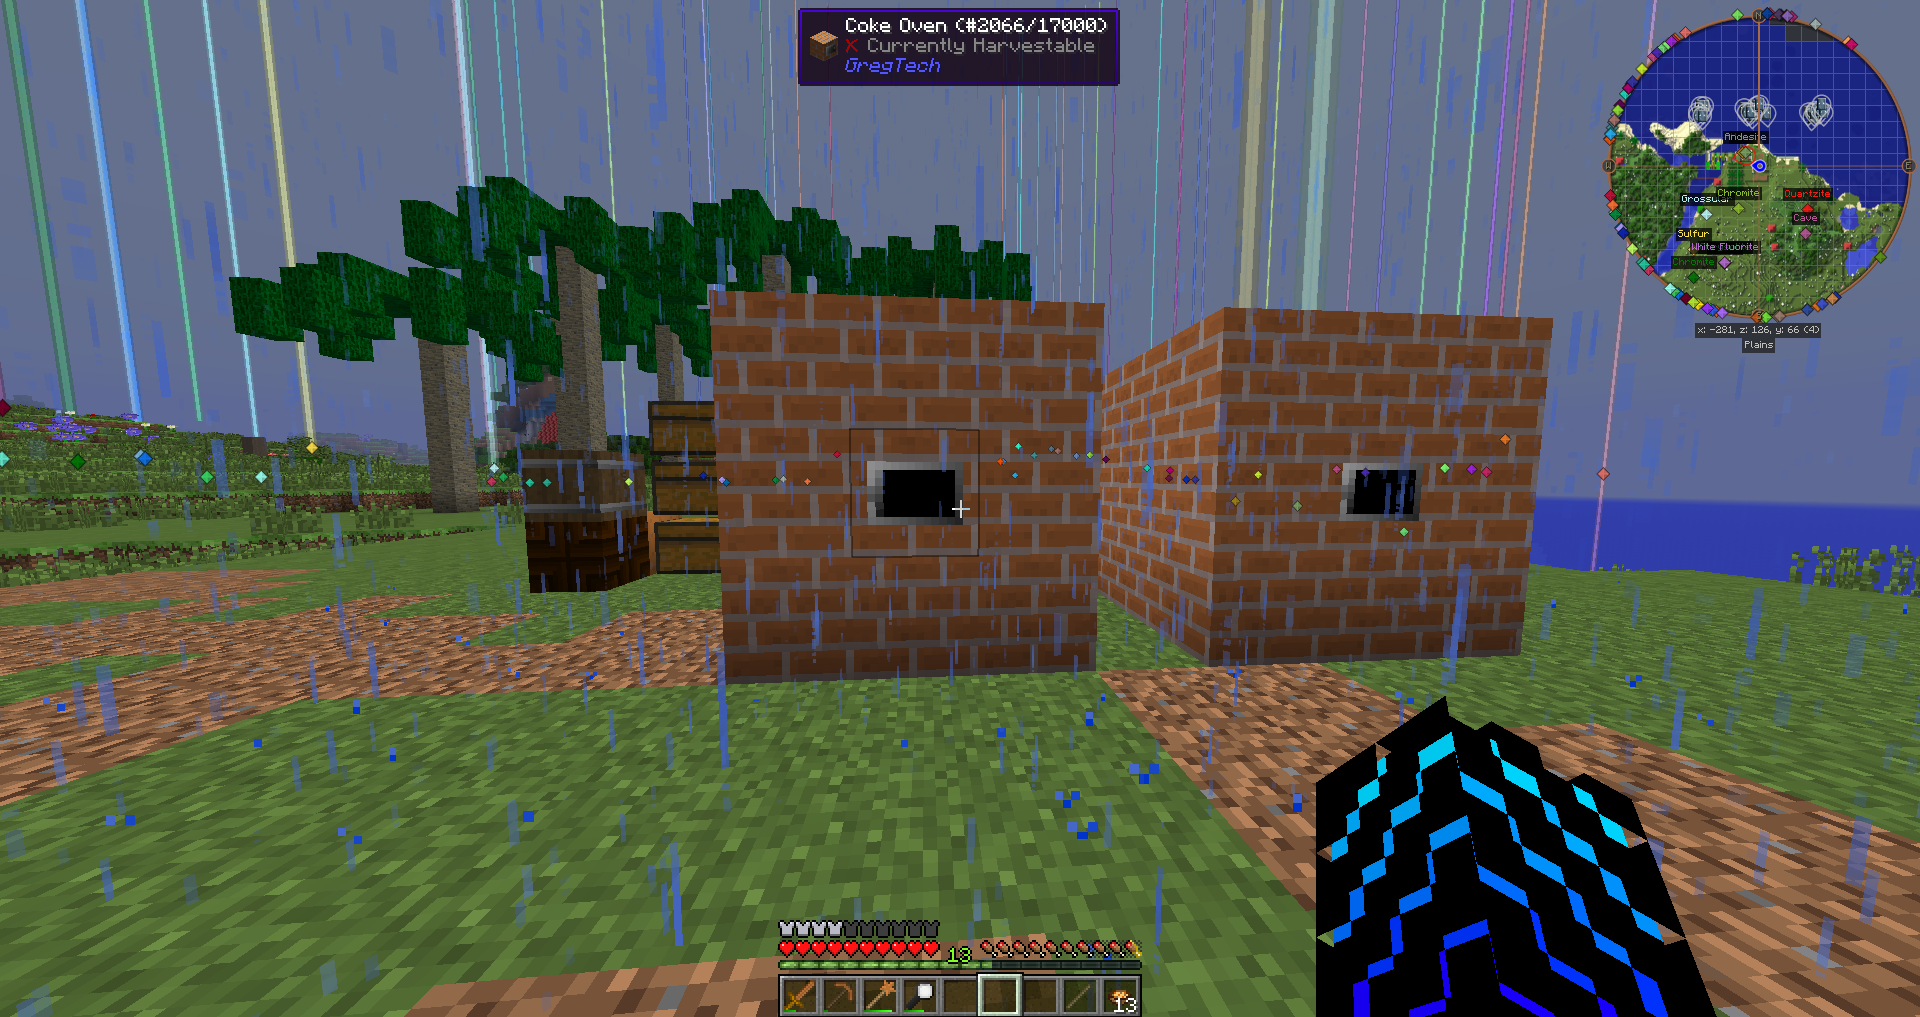 Coke Oven (#2066/17000)
X Currently Harvestable
GregTech
N
W
E
Andesite
Chromite
Quartzite
Grossular
Cave
Sulfur
White Fluorite
Chromite
x: -281, z: 126, y: 66 (4)
Plains
13
13